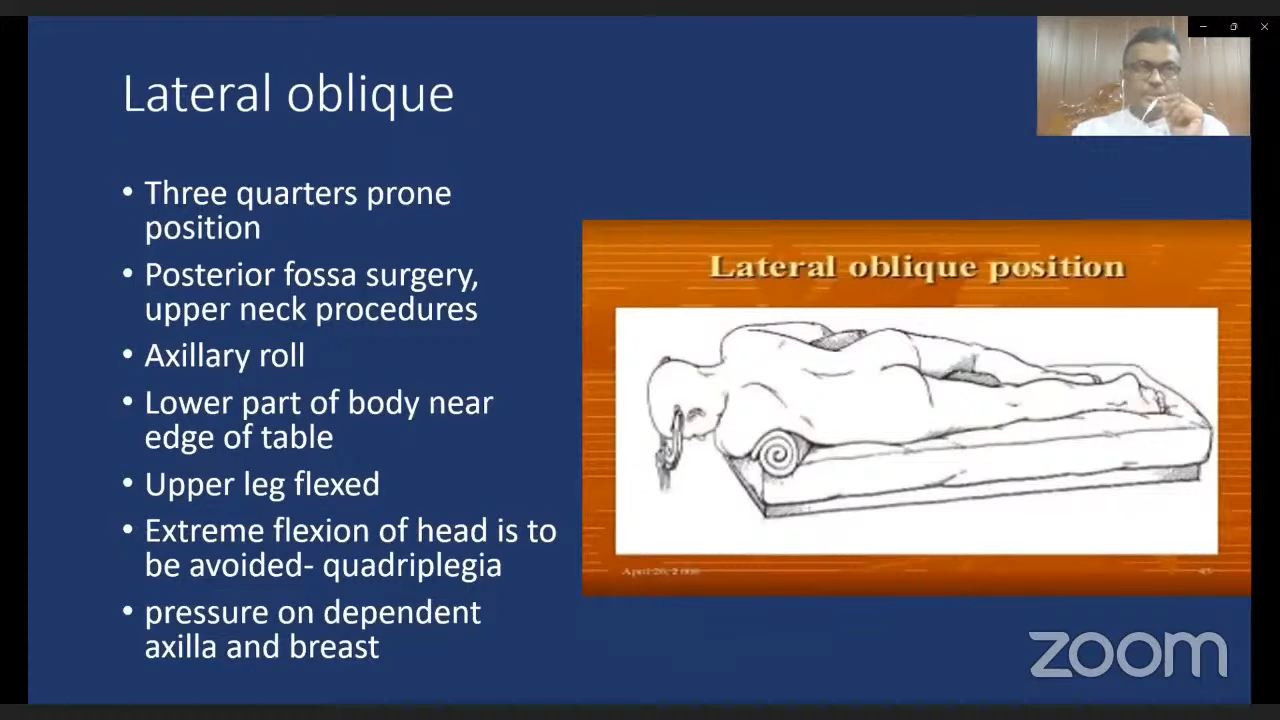 Lateral oblique
• Three quarters prone
position
• Posterior fossa surgery,
upper neck procedures
• Axillary roll
• Lower part of body near
edge of table
• Upper leg flexed
• Extreme flexion of head is to
be avoided- quadriplegia
• pressure on dependent
axilla and breast
Lateral oblique position
zoom